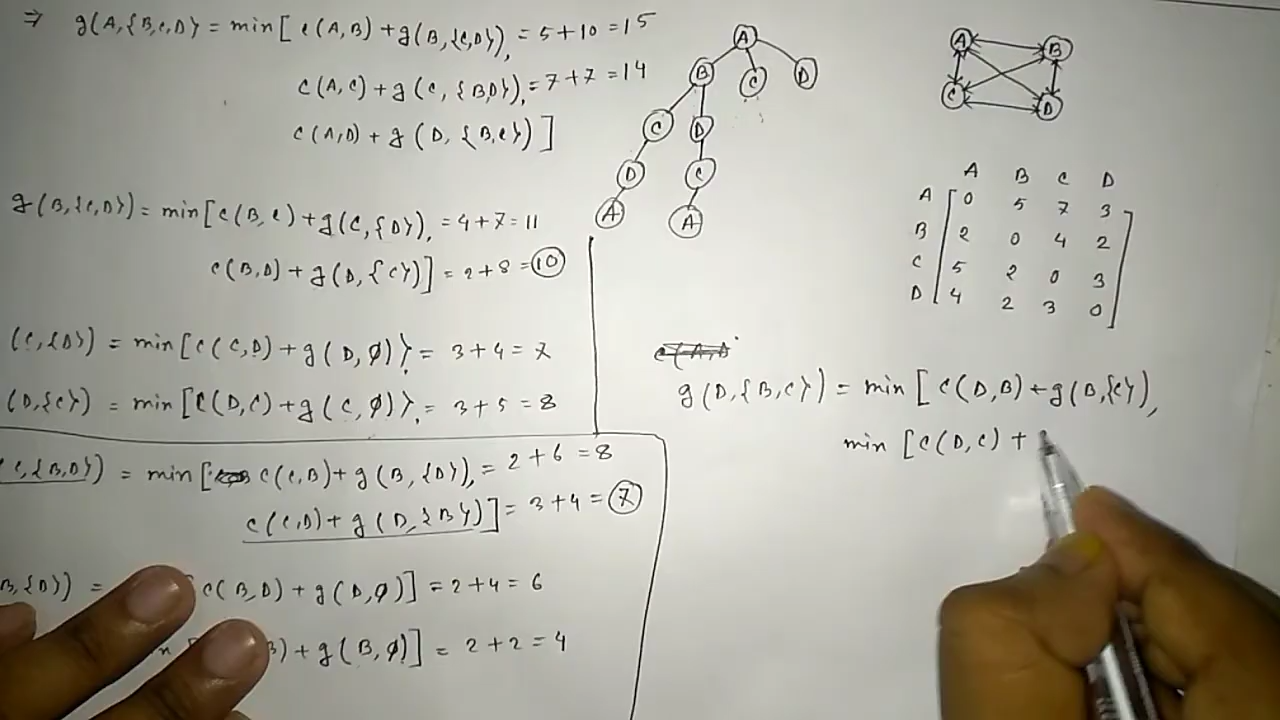 ⇒ g(A,{B,C,D} = min[ C(A,B) + g(B,{C,D}), = 5+10 = 15
C(A,C) + g(C,{B,D}), = 7+7 = 14
C(A,D) + g(D,{B,C})]
g(B,{C,D}) = min[C(B,C) + g(C,{D}), = 4+7 = 11
C(B,D) + g(D,{C})] = 2+8 = 10
(C,{D}) = min[C(C,D) + g(D,∅)}, = 3+4 = 7
(D,{C}) = min[C(D,C) + g(C,∅)}, = 3+5 = 8
C,{B,D}) = min[ C(C,B) + g(B,{D}), = 2+6 = 8
C(C,D) + g(D,{B})] = 3+4 = 7
B,{D}) = C(B,D) + g(D,∅)] = 2+4 = 6
B) + g(B,∅)] = 2+2 = 4
A
B C D
C D
D C
A A
A B
C D
A B C D
A 0 5 7 3
B 2 0 4 2
C 5 2 0 3
D 4 2 3 0
C(A,D
g(D,{B,C}) = min[ C(D,B) + g(B,{C}),
min[C(D,C) +